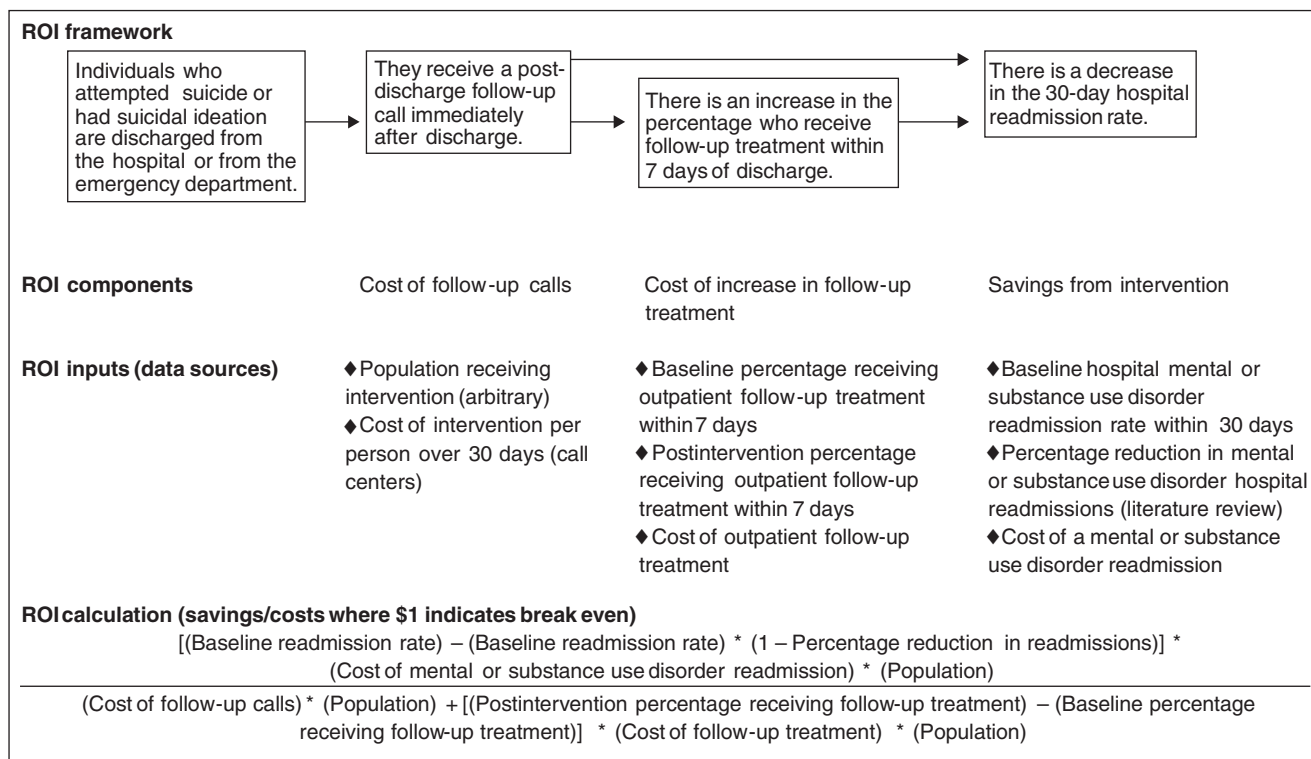 ROI framework
Individuals who
attempted suicide or
had suicidal ideation
are discharged from
the hospital or from the
emergency department.
They receive a post-
discharge follow-up
call immediately
after discharge.
There is an increase in the
percentage who receive
follow-up treatment within
7 days of discharge.
There is a decrease
in the 30-day hospital
readmission rate.
ROI components
Cost of follow-up calls
Cost of increase in follow-up
treatment
Savings from intervention
ROI inputs (data sources)
♦Population receiving
intervention (arbitrary)
♦Cost of intervention per
person over 30 days (call
centers)
♦Baseline percentage receiving
outpatient follow-up treatment
within 7 days
♦Postintervention percentage
receiving outpatient follow-up
treatment within 7 days
♦Cost of outpatient follow-up
treatment
♦Baseline hospital mental or
substance use disorder
readmission rate within 30 days
♦Percentage reduction in mental
or substance use disorder hospital
readmissions (literature review)
♦Cost of a mental or substance
use disorder readmission
ROI calculation (savings/costs where $1 indicates break even)
[(Baseline readmission rate) – (Baseline readmission rate) * (1 – Percentage reduction in readmissions)] *
(Cost of mental or substance use disorder readmission) * (Population)
(Cost of follow-up calls) * (Population) + [(Postintervention percentage receiving follow-up treatment) – (Baseline percentage
receiving follow-up treatment)] * (Cost of follow-up treatment) * (Population)